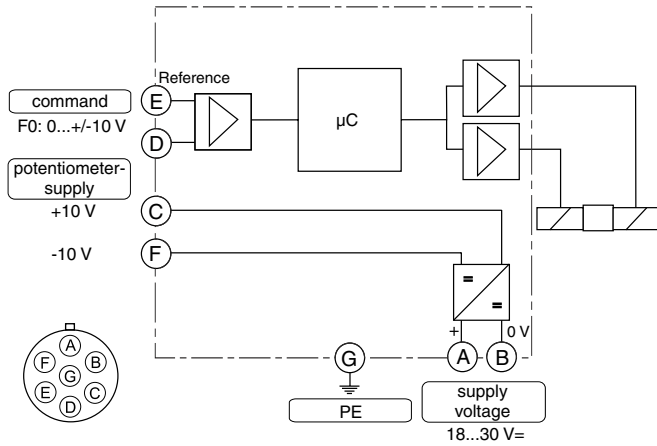 Reference
command
E
F0: 0...+/-10 V
D
µC
potentiometer-
supply
+10 V
C
-10 V
F
=
=
+
0 V
A
B
G
PE
supply
voltage
18...30 V=
A
F
B
G
E
C
D